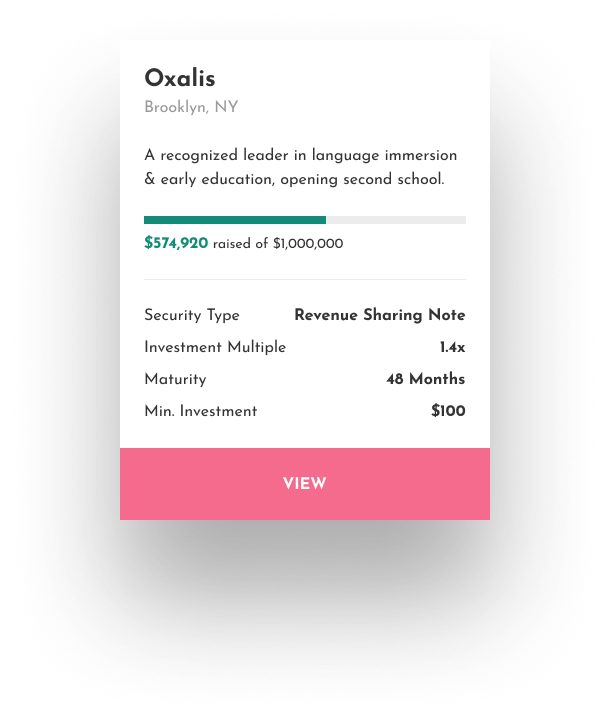 Oxalis
Brooklyn, NY
A recognized leader in language immersion
& early education, opening second school.
$574,920 raised of $1,000,000
Security Type Revenue Sharing Note
Investment Multiple 1.4x
Maturity 48 Months
Min. Investment $100
VIEW